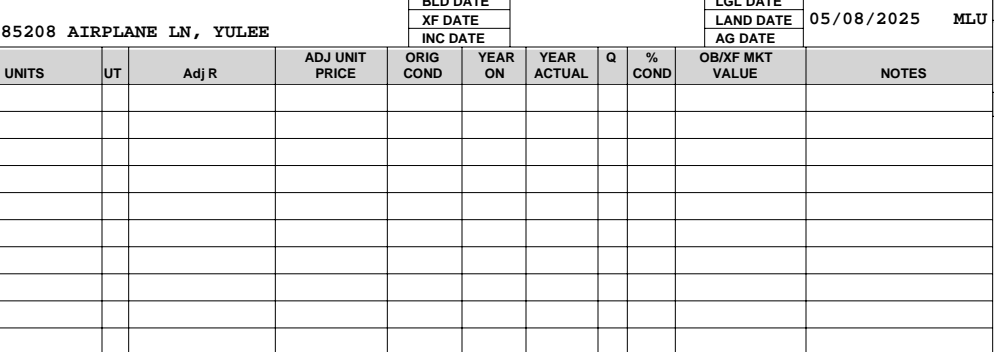 BLD DATE LGL DATE
XF DATE LAND DATE 05/08/2025 MLU
85208 AIRPLANE LN, YULEE
INC DATE AG DATE
UNITS UT Adj R ADJ UNIT PRICE ORIG COND YEAR ON YEAR ACTUAL Q % COND OB/XF MKT VALUE NOTES